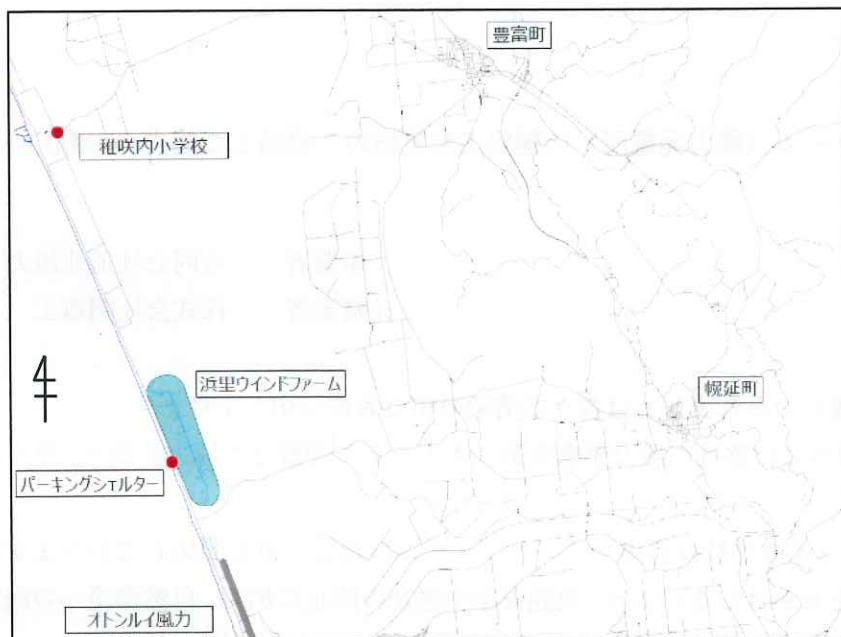 豊富町
稚咲内小学校
浜里ウインドファーム
幌延町
パーキングシェルター
オトンルイ風力